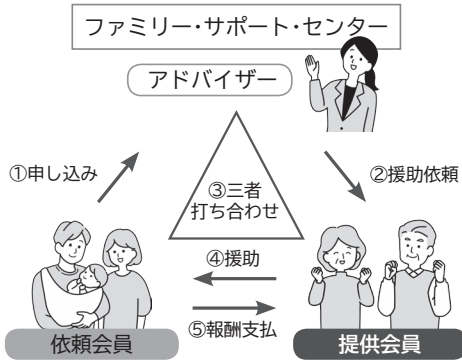 ファミリー・サポート・センター
アドバイザー
①申し込み
②援助依頼
③三者
打ち合わせ
④援助
⑤報酬支払
依頼会員
提供会員